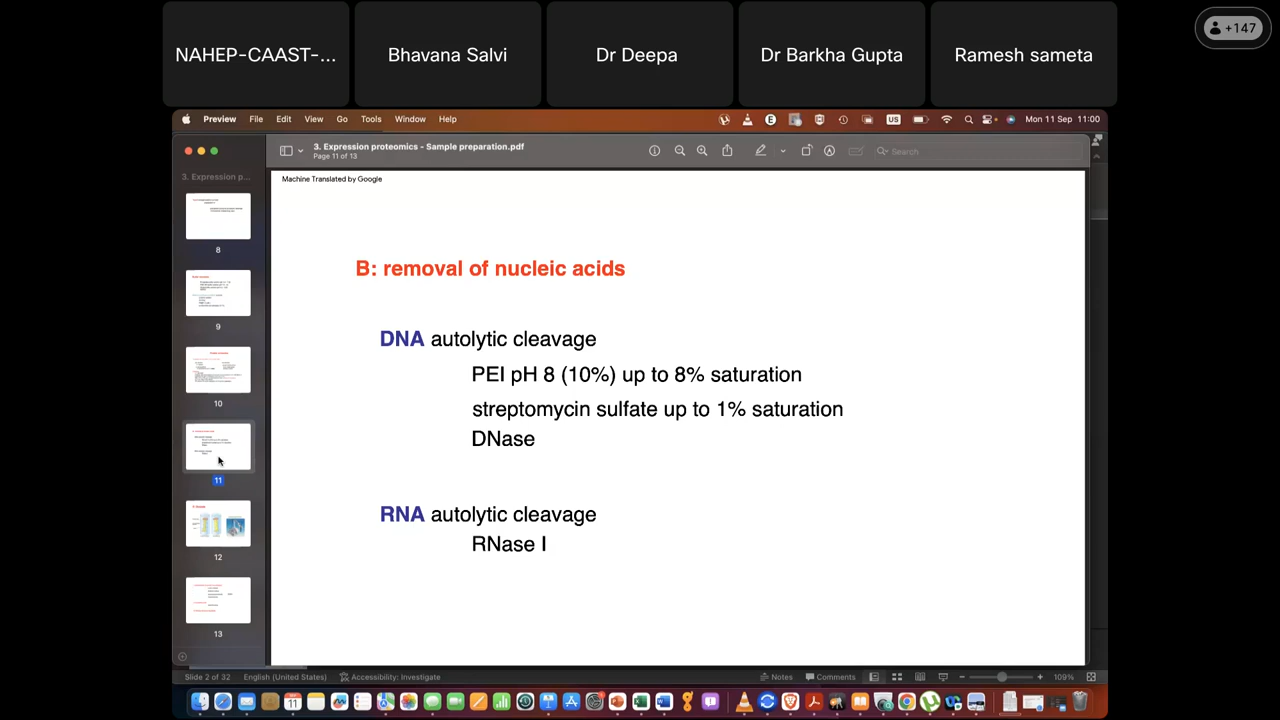 NAHEP-CAAST-...
Bhavana Salvi
Dr Deepa
Dr Barkha Gupta
Ramesh sameta
+147
Preview File Edit View Go Tools Window Help
US
Mon 11 Sep 11:00
3. Expression proteomics - Sample preparation.pdf
Page 11 of 13
Search
3. Expression p...
8
9
10
11
12
13
Machine Translated by Google
B: removal of nucleic acids
DNA autolytic cleavage
PEI pH 8 (10%) up to 8% saturation
streptomycin sulfate up to 1% saturation
DNase
RNA autolytic cleavage
RNase I
Slide 2 of 32
English (United States)
Accessibility: Investigate
Notes
Comments
109%